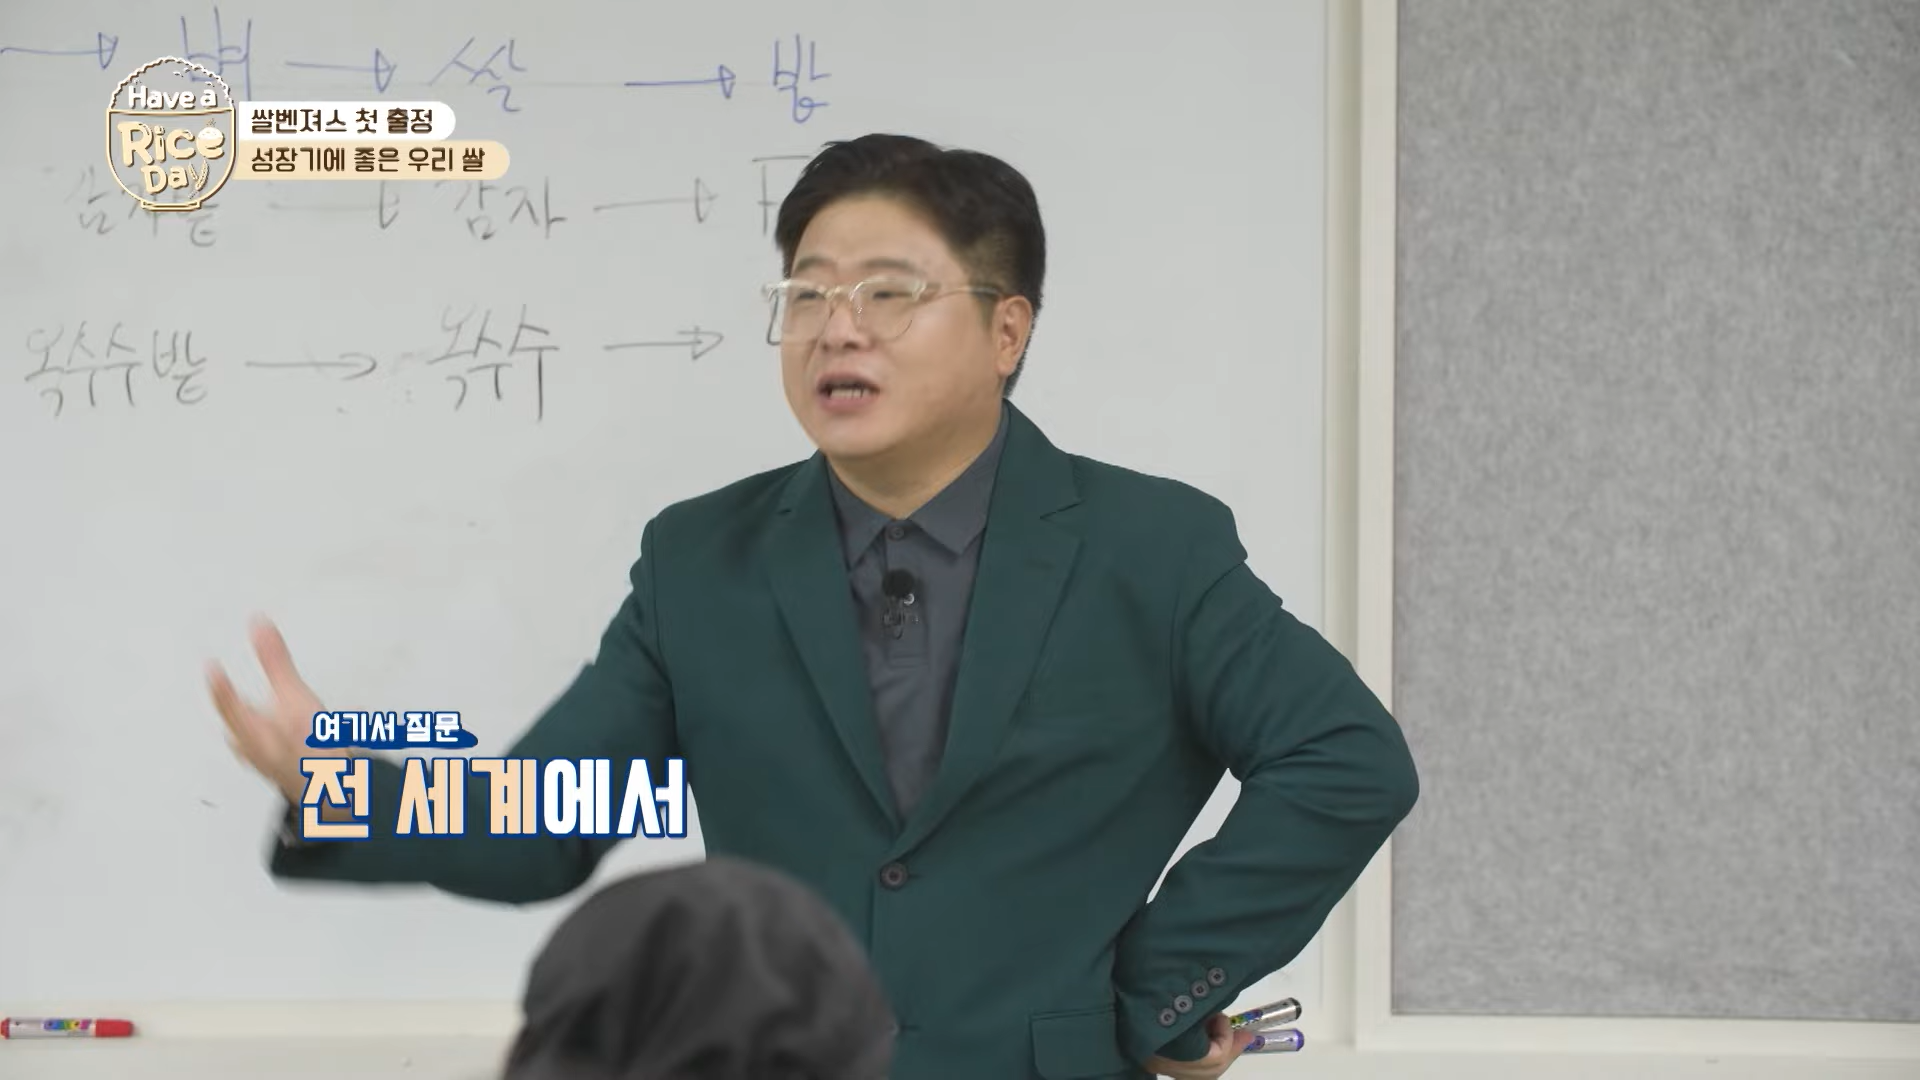 벼 쌀 밥
Have a
Rice
Day
쌀벤져스 첫 출정
성장기에 좋은 우리 쌀
감자
옥수수밭 옥수수
여기서 질문
전 세계에서